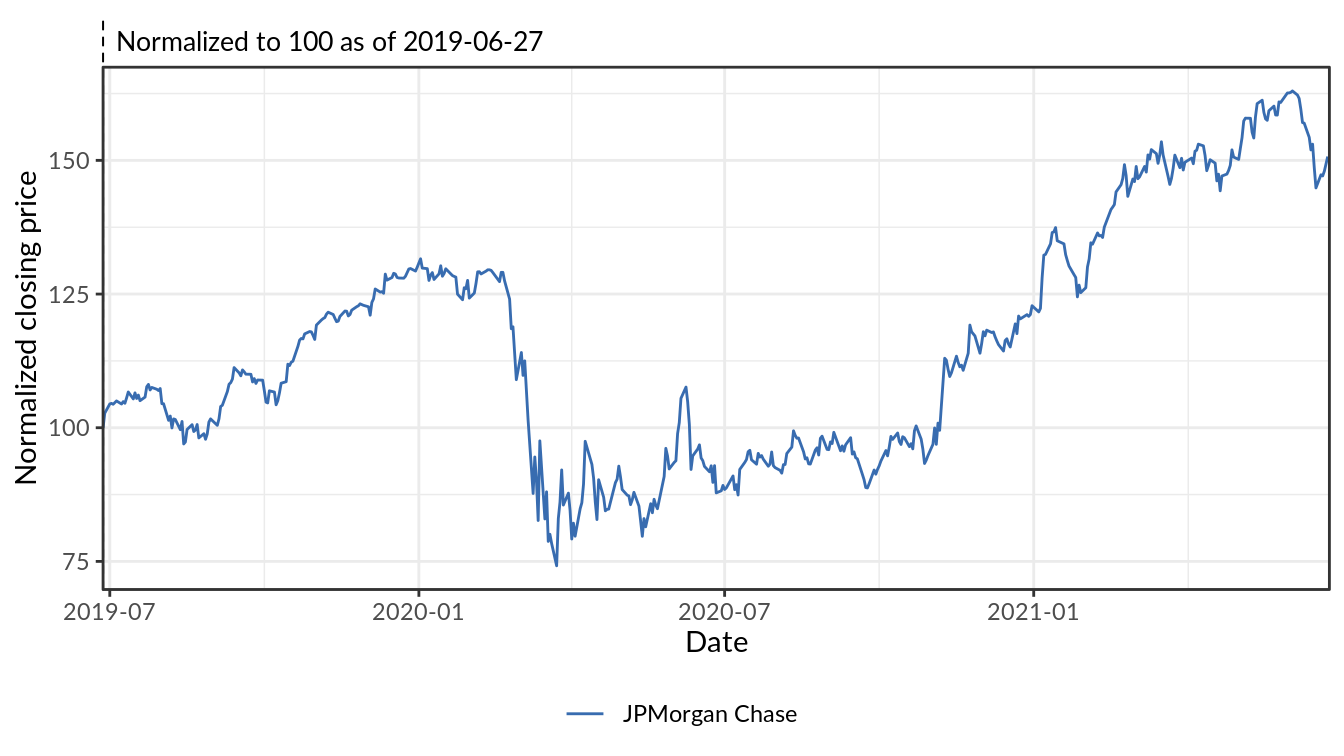 Normalized to 100 as of 2019-06-27
Normalized closing price
150
125
100
75
2019-07
2020-01
2020-07
2021-01
Date
JPMorgan Chase